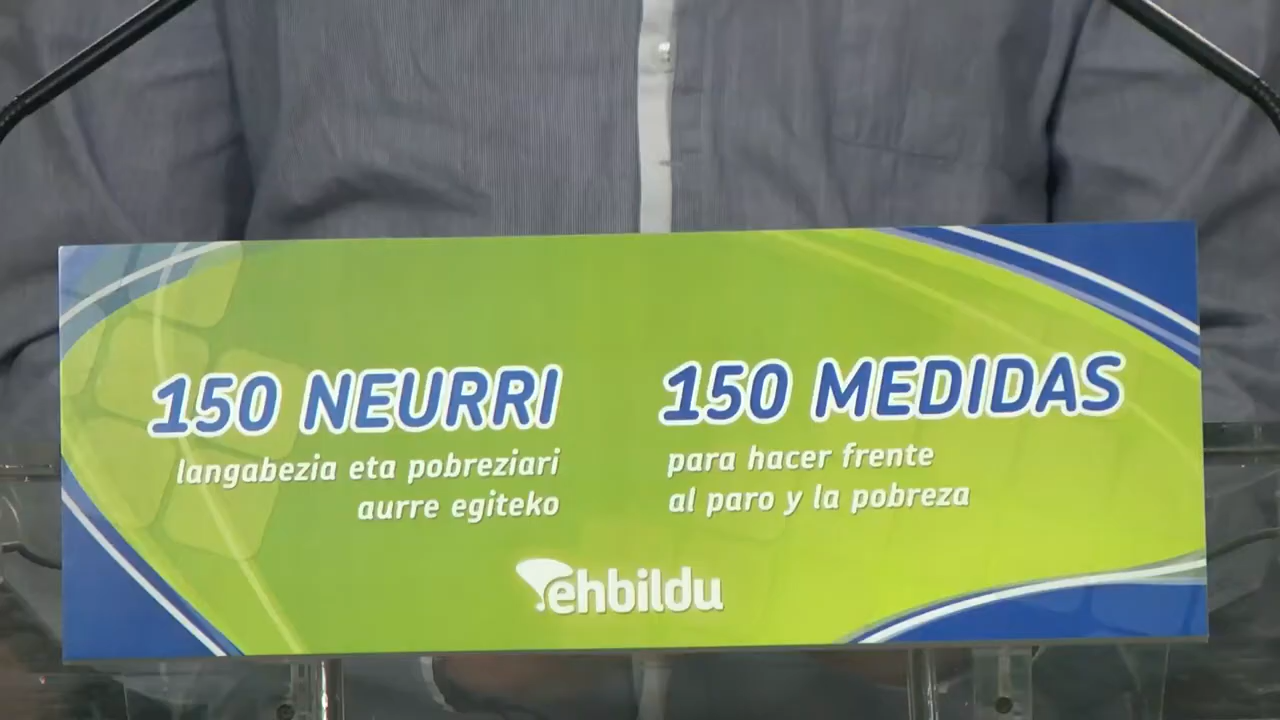 150 NEURRI
langabezia eta pobreziari
aurre egiteko
150 MEDIDAS
para hacer frente
al paro y la pobreza
ehbildu